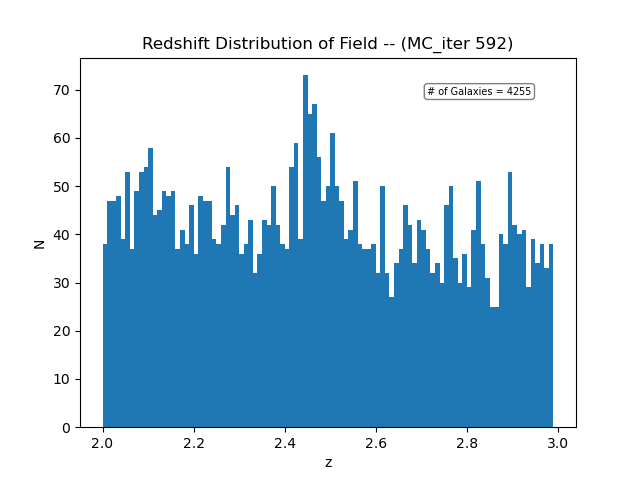 Redshift Distribution of Field -- (MC_iter 592)
# of Galaxies = 4255
70
60
50
40
30
20
10
0
N
2.0 2.2 2.4 2.6 2.8 3.0
z